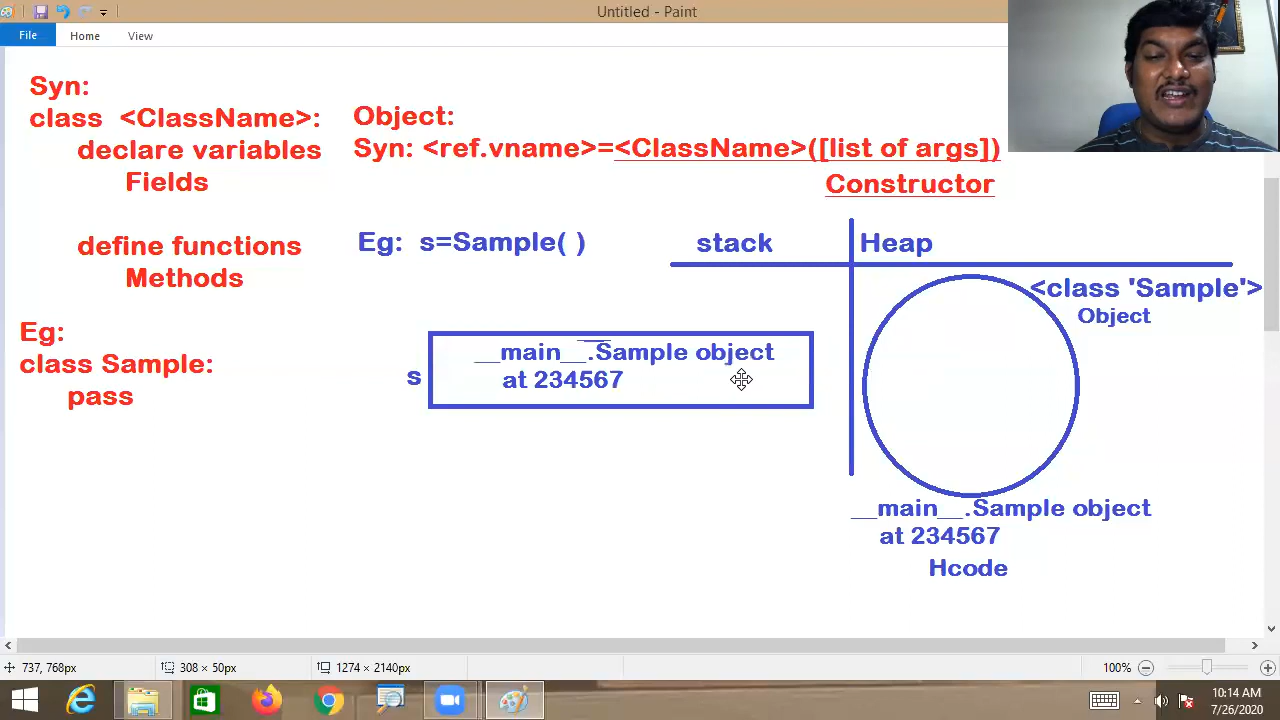 Untitled - Paint
File Home View
Syn:
class <ClassName>:
declare variables
Fields
define functions
Methods
Eg:
class Sample:
pass
Object:
Syn: <ref.vname>=<ClassName>([list of args])
Constructor
Eg: s=Sample( )
stack
Heap
<class 'Sample'>
Object
s
__main__.Sample object
at 234567
__main__.Sample object
at 234567
Hcode
737, 768px
308 × 50px
1274 × 2140px
100%
10:14 AM
7/26/2020